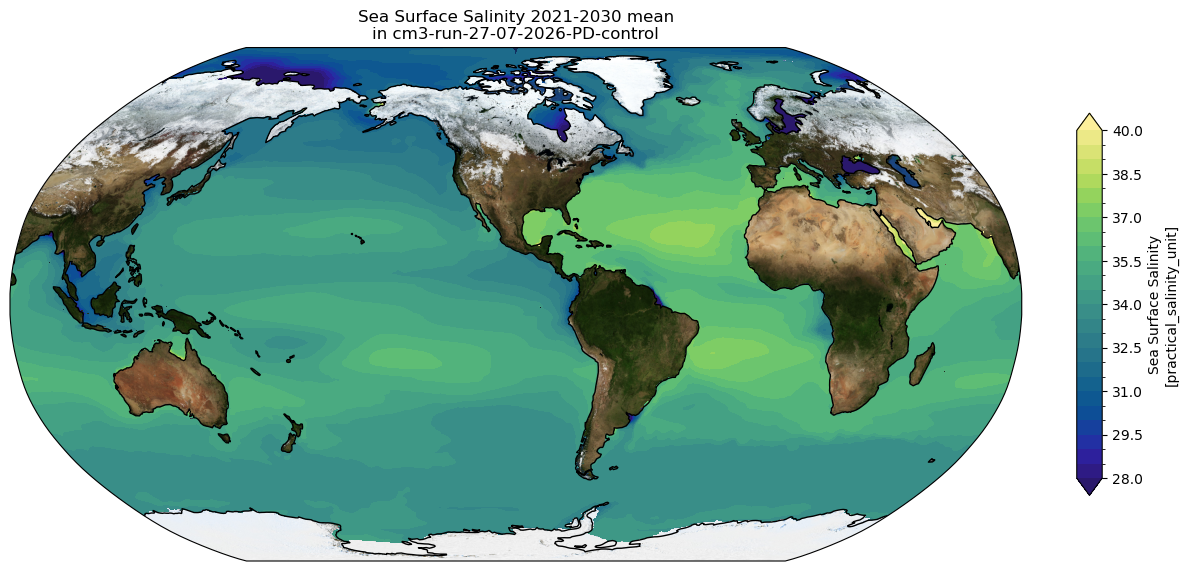 Sea Surface Salinity 2021-2030 mean
in cm3-run-27-07-2026-PD-control
40.0
38.5
37.0
35.5
34.0
32.5
31.0
29.5
28.0
Sea Surface Salinity
[practical_salinity_unit]